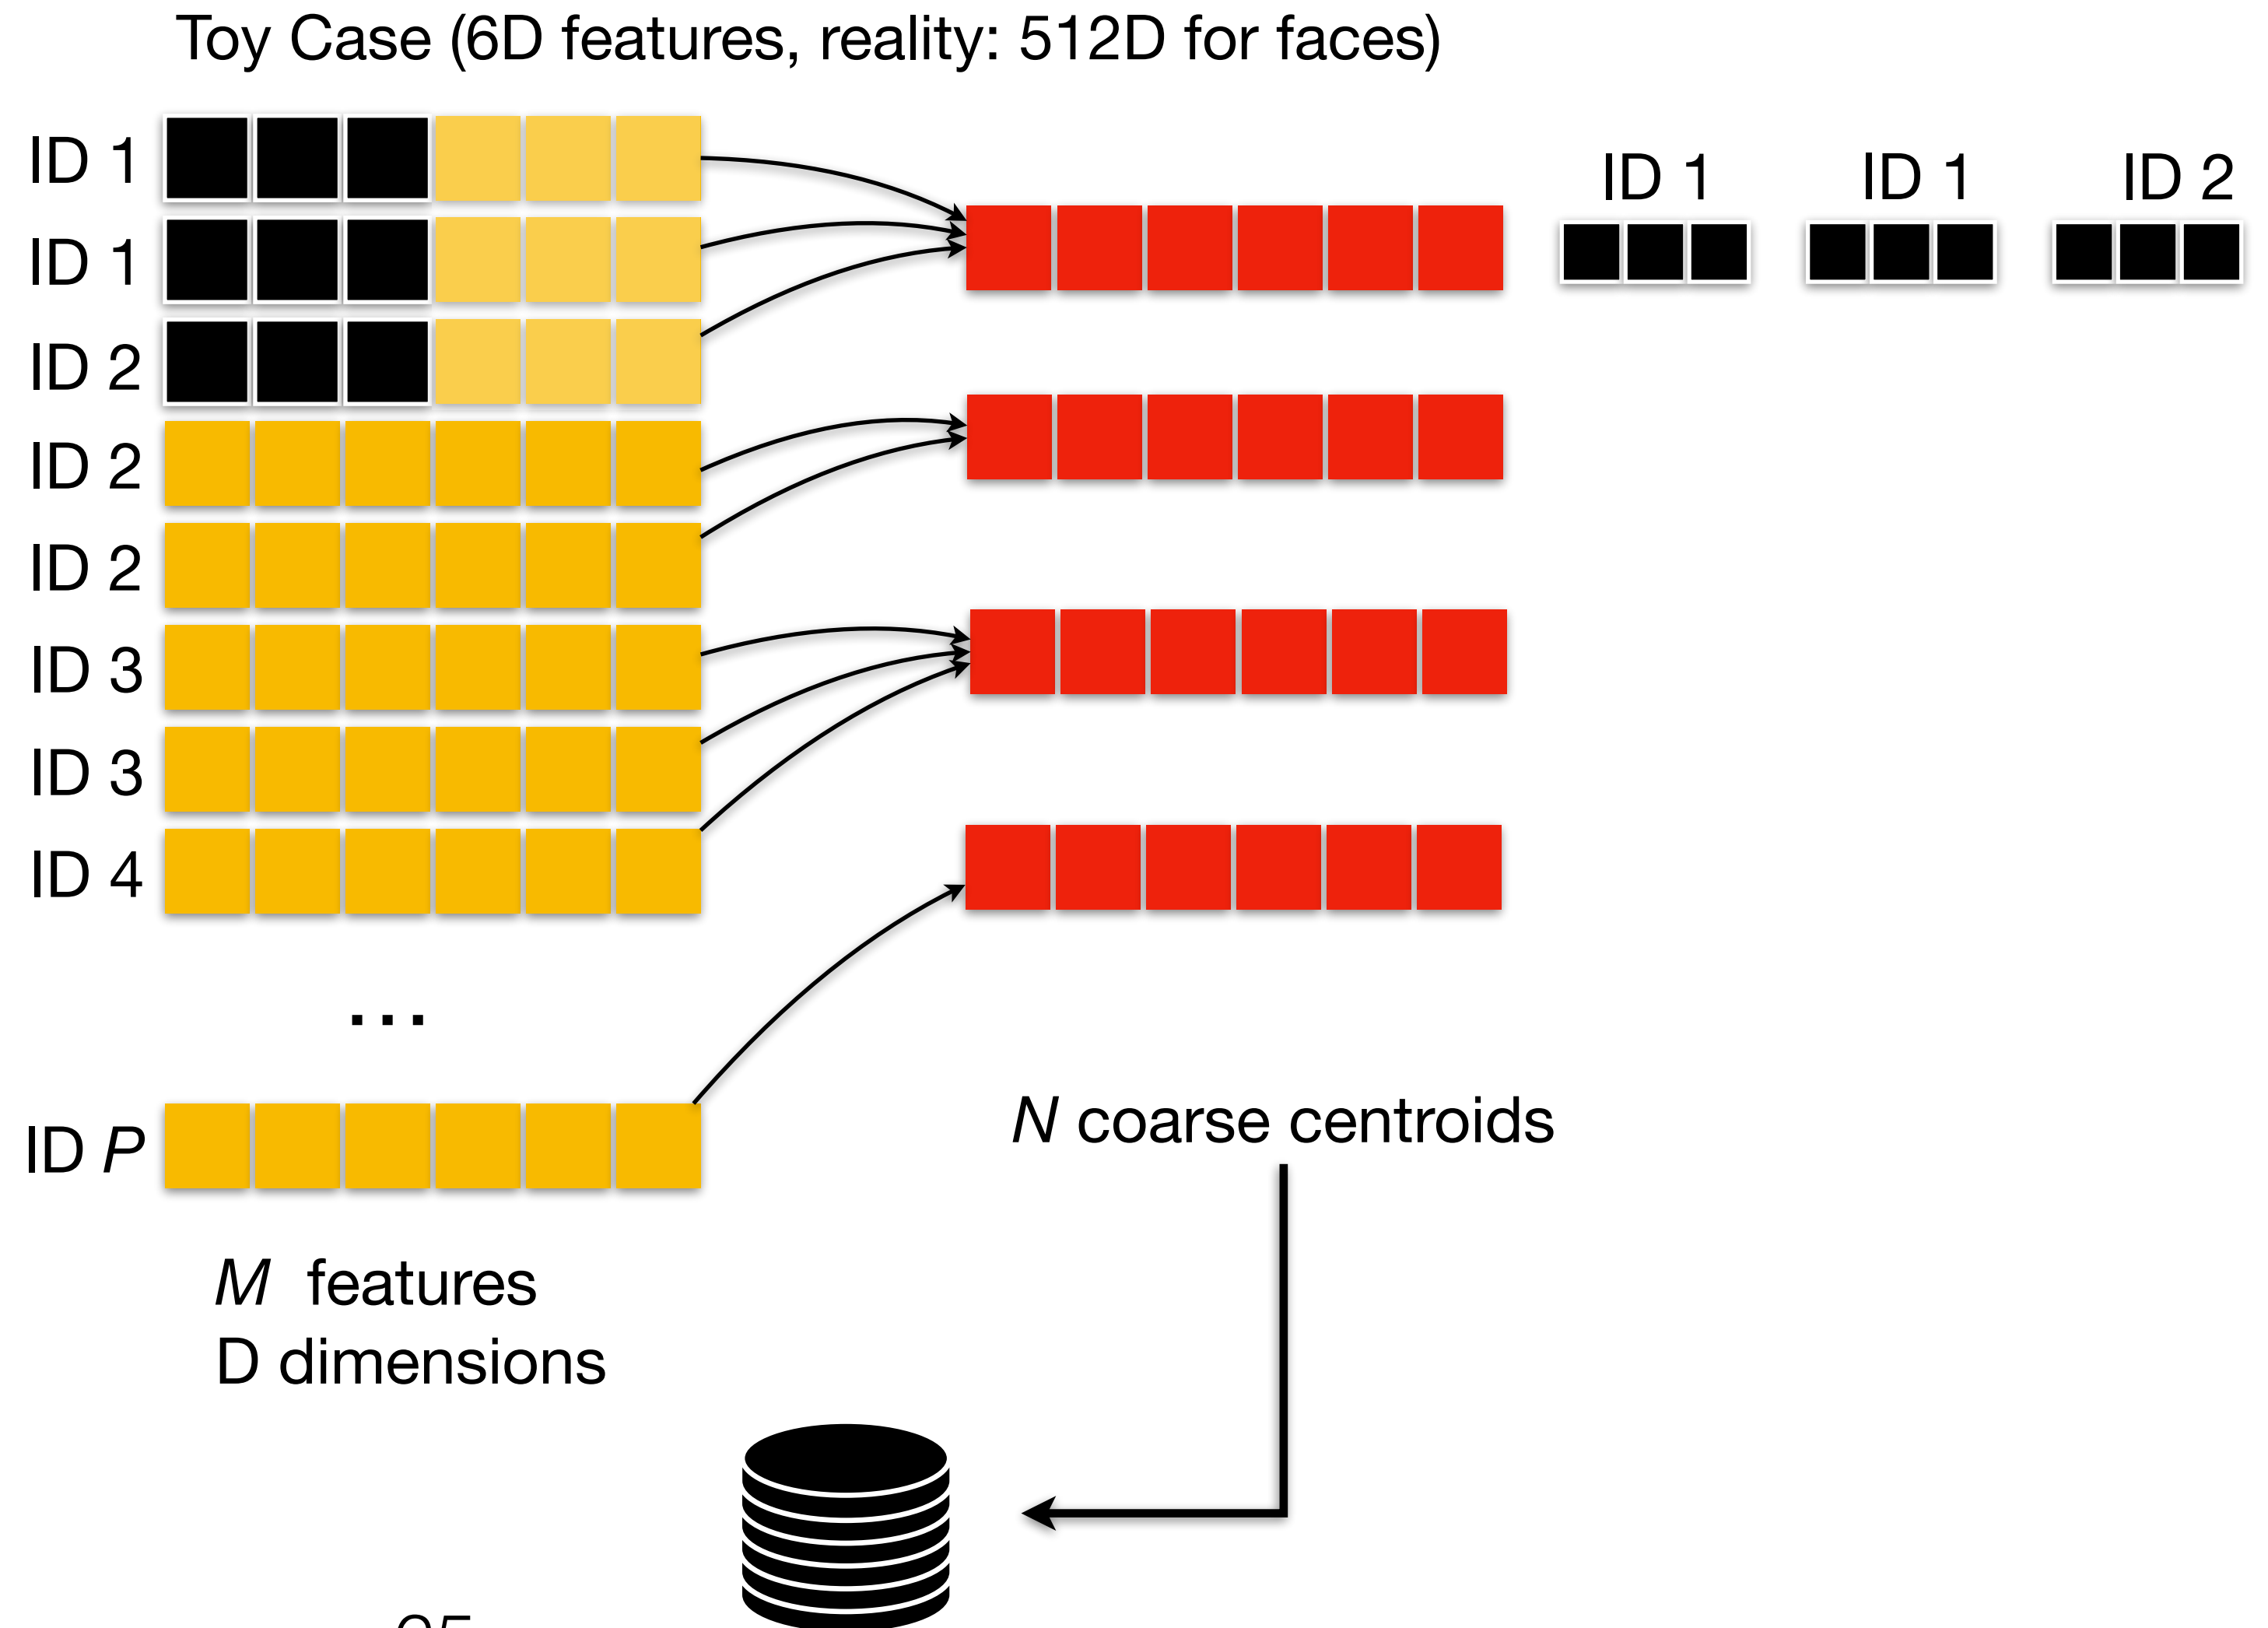 Toy Case (6D features, reality: 512D for faces)
ID 1
ID 1
ID 1
ID 2
ID 1
ID 2
ID 2
ID 2
ID 3
ID 3
ID 4
...
ID P
N coarse centroids
M features
D dimensions